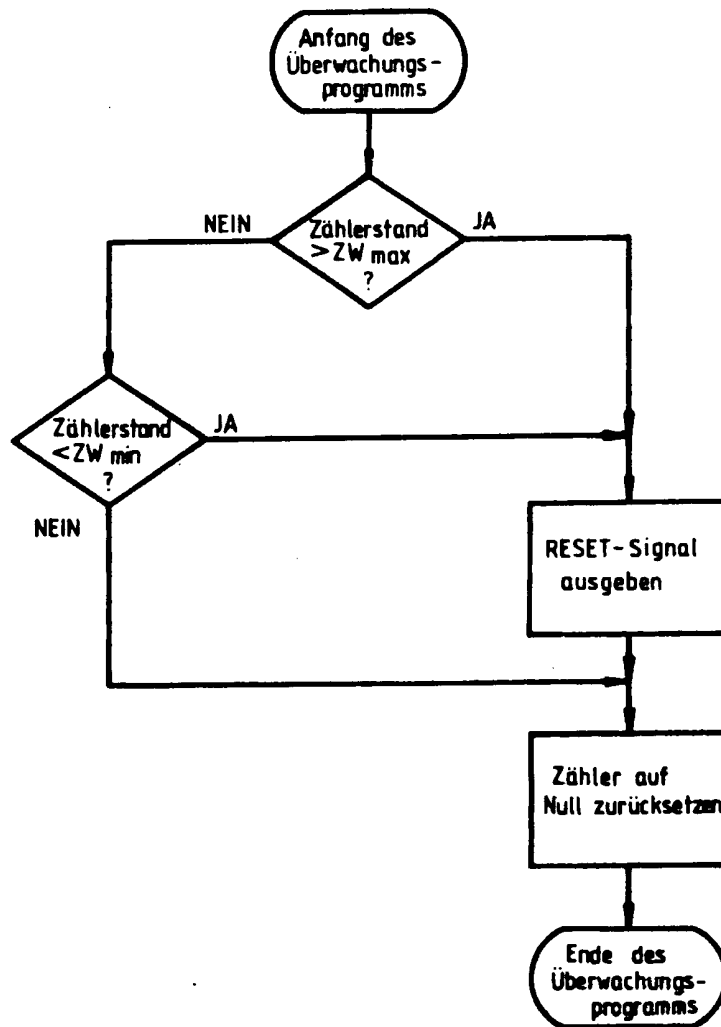 Anfang des
Überwachungs-
programms
NEIN
Zählerstand
> ZW max
?
JA
Zählerstand
< ZW min
?
JA
NEIN
RESET-Signal
ausgeben
Zähler auf
Null zurücksetzen
Ende des
Überwachungs-
programms